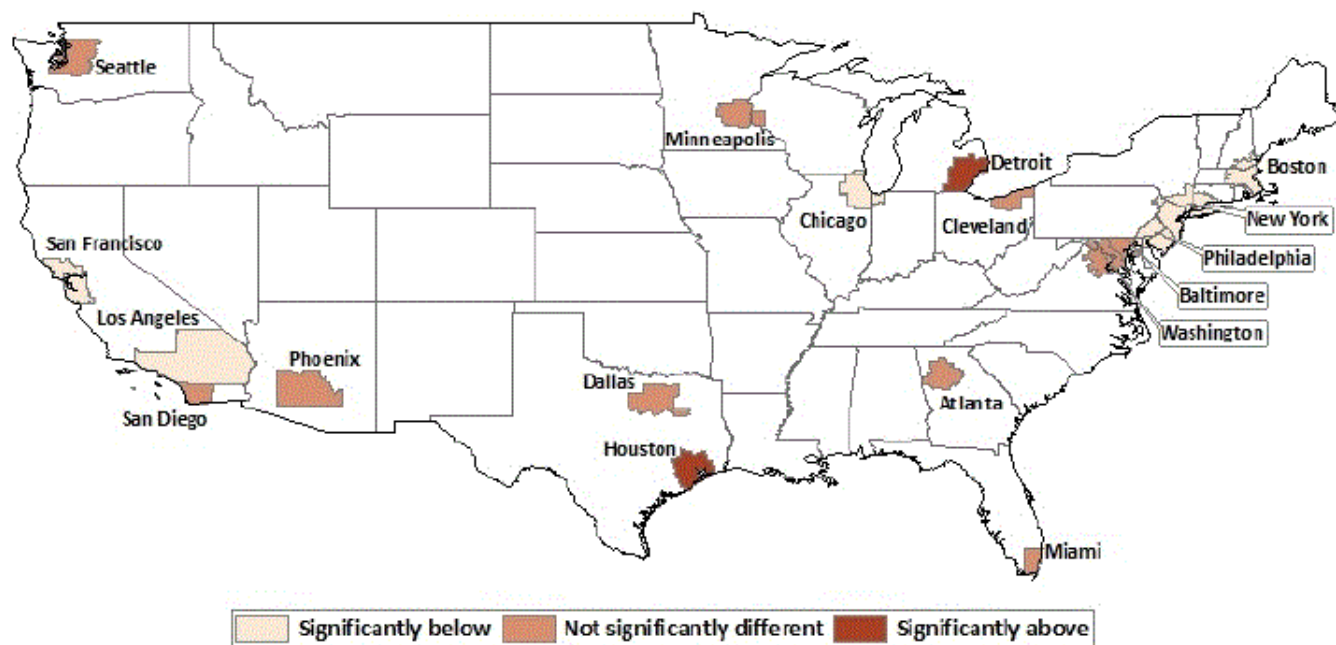 Seattle
Minneapolis
Detroit
Boston
Chicago
Cleveland
New York
San Francisco
Philadelphia
Baltimore
Los Angeles
Washington
Phoenix
Dallas
San Diego
Atlanta
Houston
Miami
Significantly below
Not significantly different
Significantly above